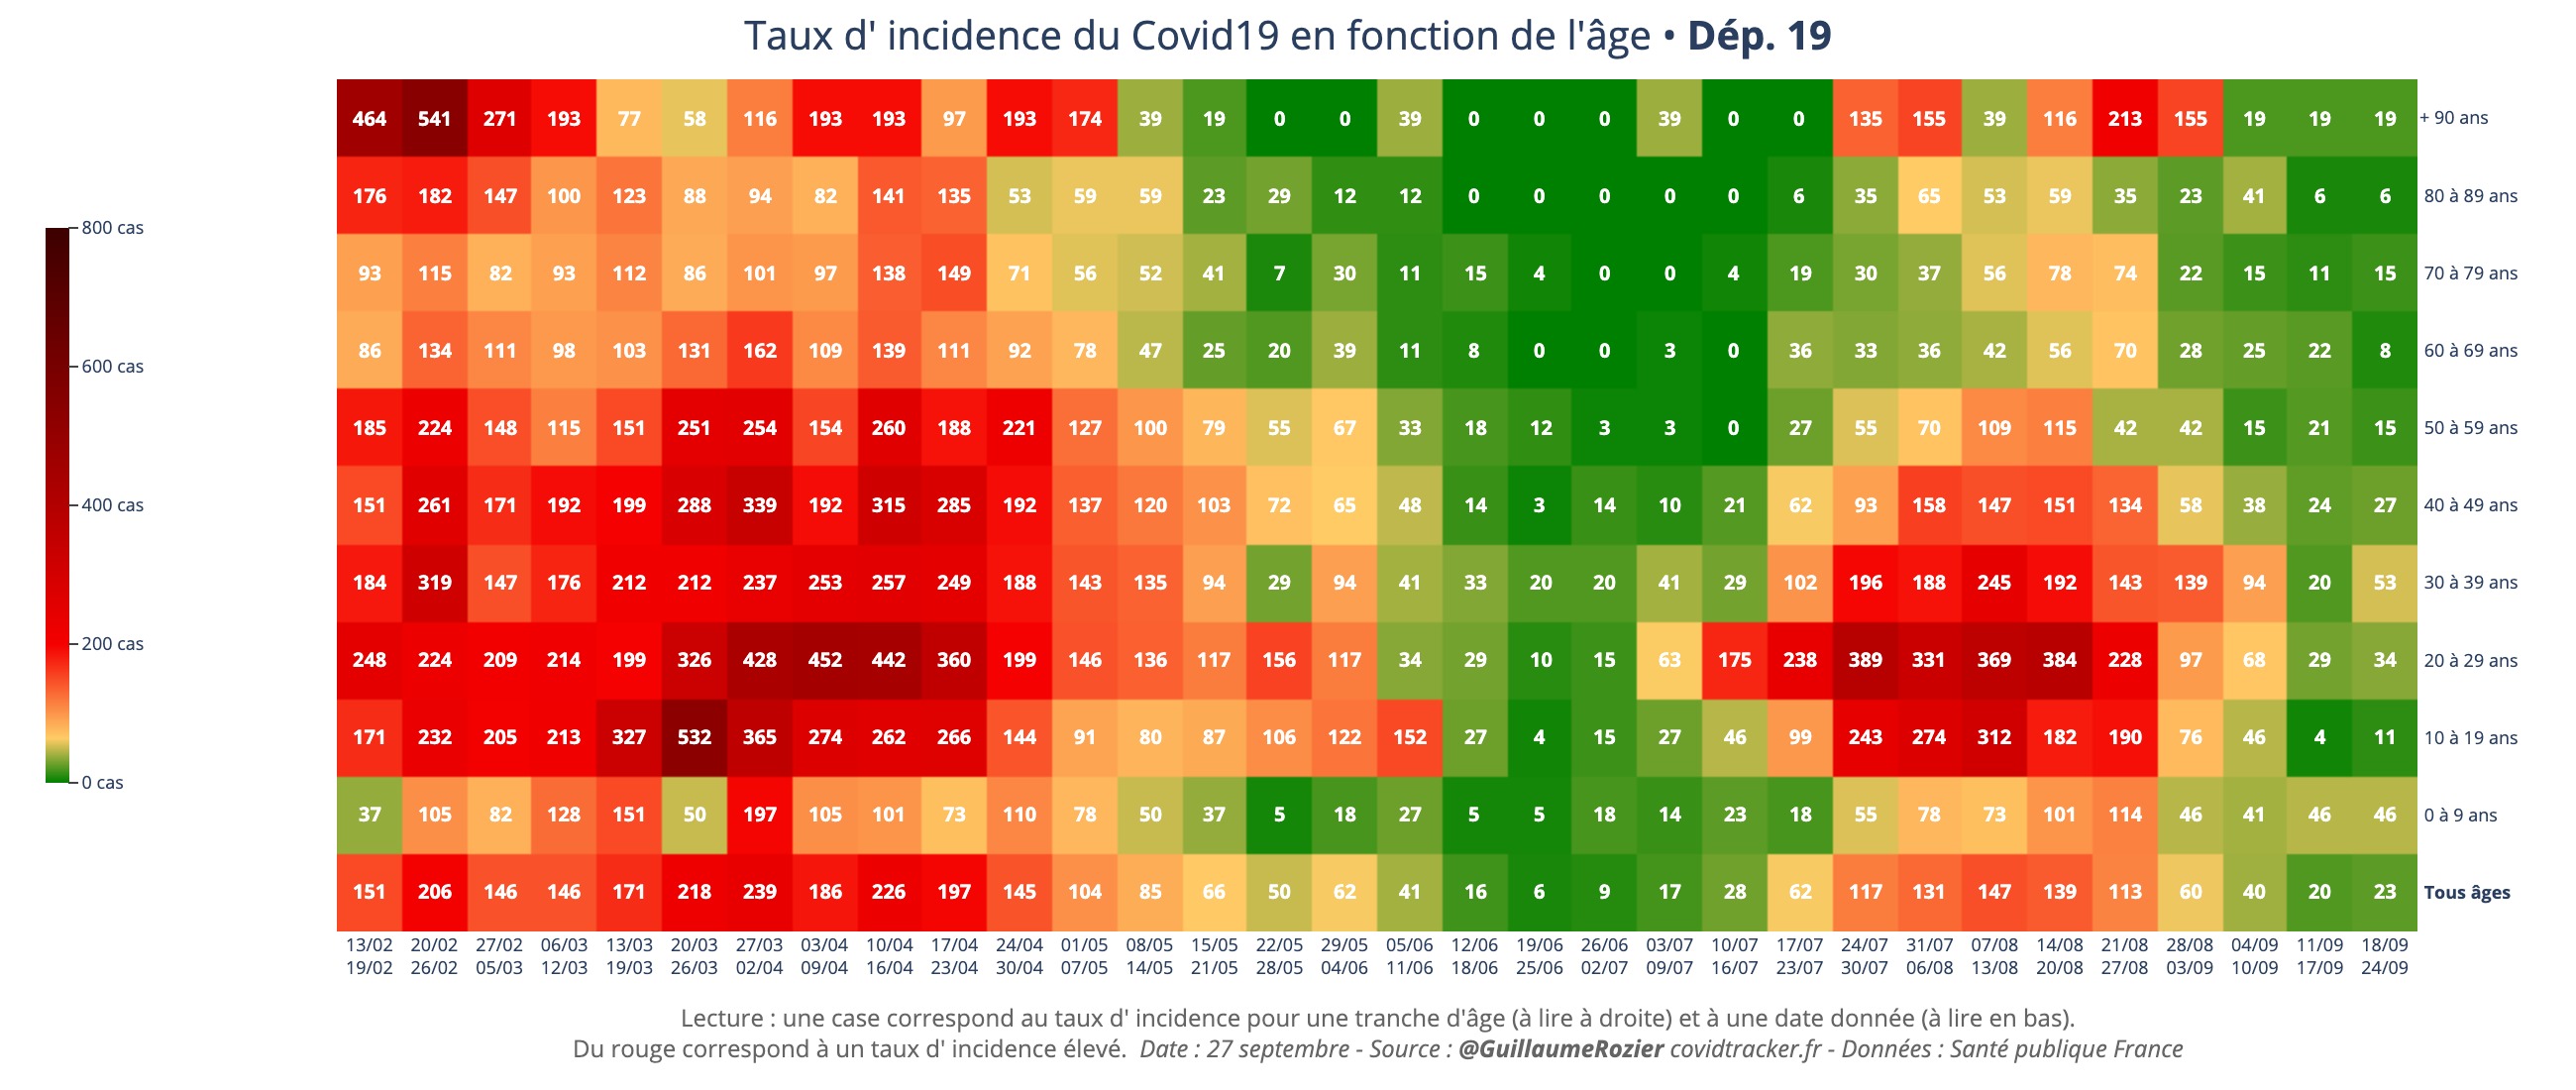 Taux d' incidence du Covid19 en fonction de l'âge • Dép. 19
800 cas
600 cas
400 cas
200 cas
0 cas
464 541 271 193 77 58 116 193 193 97 193 174 39 19 0 0 39 0 0 0 39 0 0 135 155 39 116 213 155 19 19 19 + 90 ans
176 182 147 100 123 88 94 82 141 135 53 59 59 23 29 12 12 0 0 0 0 0 6 35 65 53 59 35 23 41 6 6 80 à 89 ans
93 115 82 93 112 86 101 97 138 149 71 56 52 41 7 30 11 15 4 0 0 4 19 30 37 56 78 74 22 15 11 15 70 à 79 ans
86 134 111 98 103 131 162 109 139 111 92 78 47 25 20 39 11 8 0 0 3 0 36 33 36 42 56 70 28 25 22 8 60 à 69 ans
185 224 148 115 151 251 254 154 260 188 221 127 100 79 55 67 33 18 12 3 3 0 27 55 70 109 115 42 42 15 21 15 50 à 59 ans
151 261 171 192 199 288 339 192 315 285 192 137 120 103 72 65 48 14 3 14 10 21 62 93 158 147 151 134 58 38 24 27 40 à 49 ans
184 319 147 176 212 212 237 253 257 249 188 143 135 94 29 94 41 33 20 20 41 29 102 196 188 245 192 143 139 94 20 53 30 à 39 ans
248 224 209 214 199 326 428 452 442 360 199 146 136 117 156 117 34 29 10 15 63 175 238 389 331 369 384 228 97 68 29 34 20 à 29 ans
171 232 205 213 327 532 365 274 262 266 144 91 80 87 106 122 152 27 4 15 27 46 99 243 274 312 182 190 76 46 4 11 10 à 19 ans
37 105 82 128 151 50 197 105 101 73 110 78 50 37 5 18 27 5 5 18 14 23 18 55 78 73 101 114 46 41 46 46 0 à 9 ans
151 206 146 146 171 218 239 186 226 197 145 104 85 66 50 62 41 16 6 9 17 28 62 117 131 147 139 113 60 40 20 23 Tous âges
13/02 20/02 27/02 06/03 13/03 20/03 27/03 03/04 10/04 17/04 24/04 01/05 08/05 15/05 22/05 29/05 05/06 12/06 19/06 26/06 03/07 10/07 17/07 24/07 31/07 07/08 14/08 21/08 28/08 04/09 11/09 18/09
19/02 26/02 05/03 12/03 19/03 26/03 02/04 09/04 16/04 23/04 30/04 07/05 14/05 21/05 28/05 04/06 11/06 18/06 25/06 02/07 09/07 16/07 23/07 30/07 06/08 13/08 20/08 27/08 03/09 10/09 17/09 24/09
Lecture : une case correspond au taux d' incidence pour une tranche d'âge (à lire à droite) et à une date donnée (à lire en bas).
Du rouge correspond à un taux d' incidence élevé. Date : 27 septembre - Source : @GuillaumeRozier covidtracker.fr - Données : Santé publique France